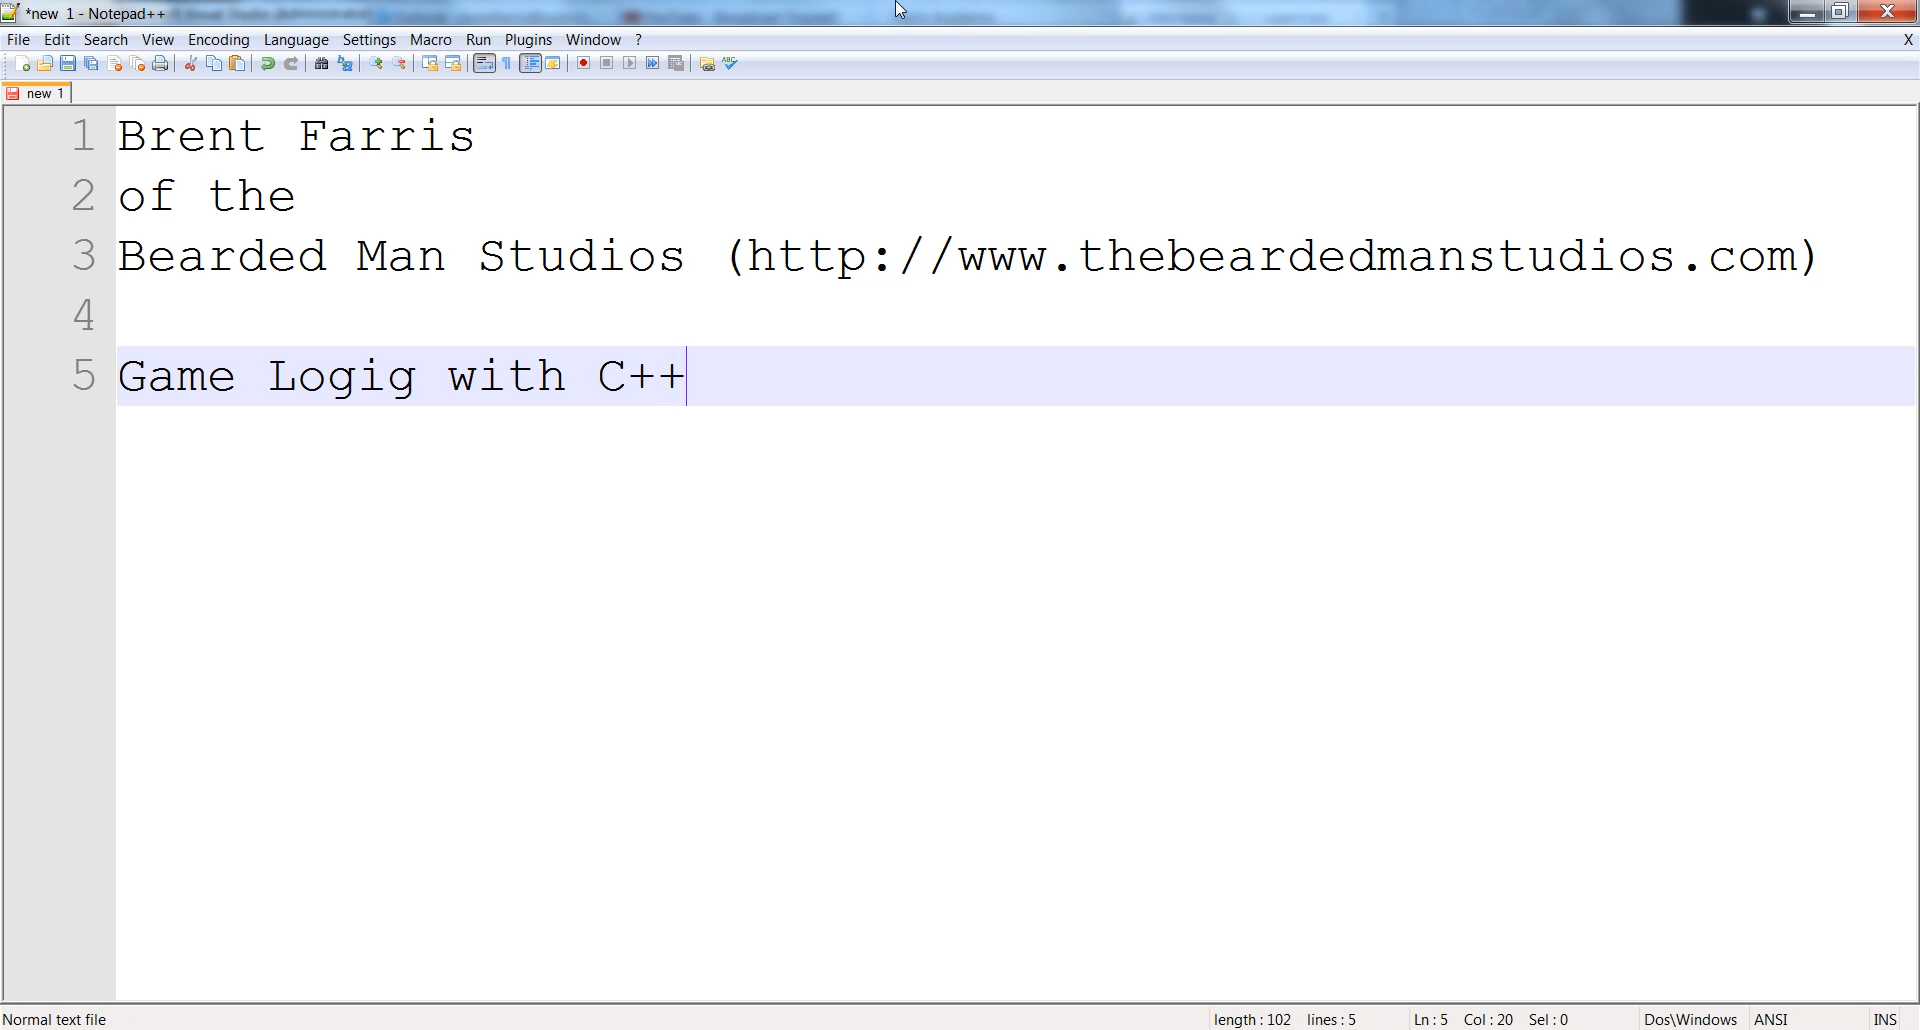 *new 1 - Notepad++
File Edit Search View Encoding Language Settings Macro Run Plugins Window ?
X
new 1
1 Brent Farris
2 of the
3 Bearded Man Studios (http://www.thebeardedmanstudios.com)
4
5 Game Logig with C++
Normal text file length : 102 lines : 5 Ln : 5 Col : 20 Sel : 0 Dos\Windows ANSI INS